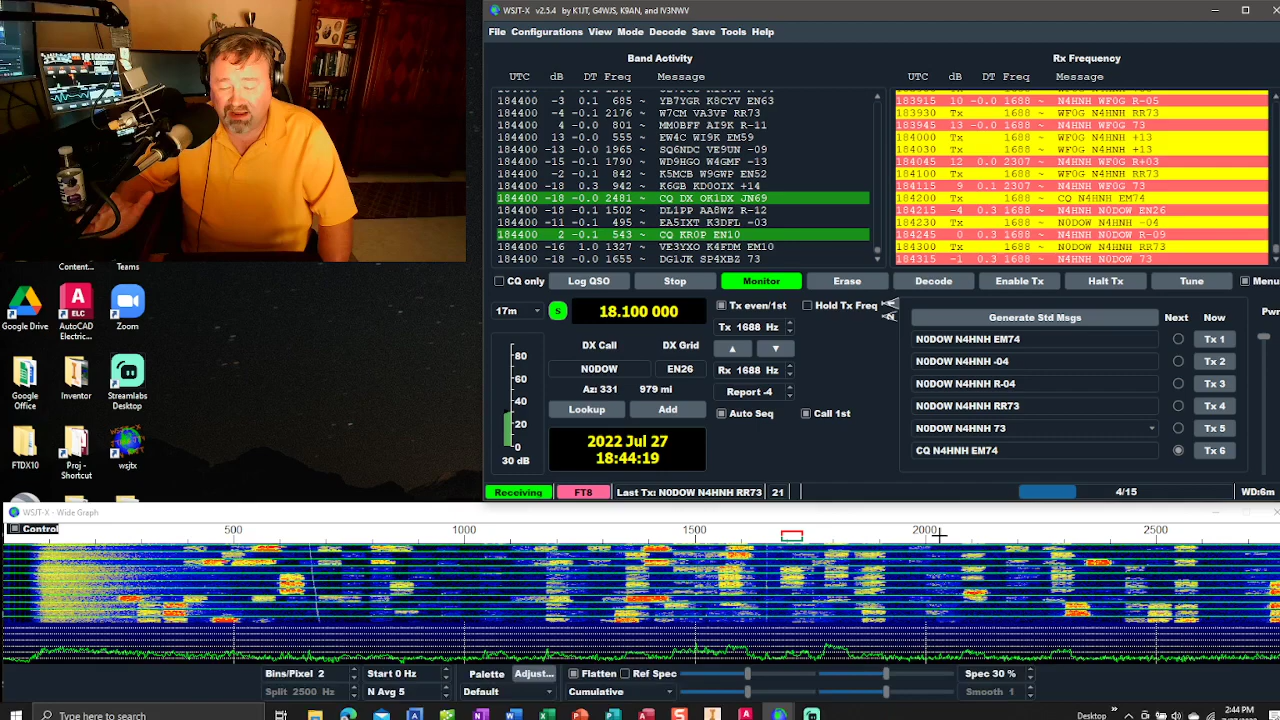 WSJT-X v2.5.4 by K1JT, G4WJS, K9AN, and IV3NWV
File Configurations View Mode Decode Save Tools Help
Band Activity
UTC dB DT Freq Message
184400 -3 0.1 685 ~ YB7YGR K8CYV EN63
184400 -4 0.1 2176 ~ W7CM VA3VF RR73
184400 4 0.0 801 ~ MM0BFF AI9K R-11
184400 13 -0.0 555 ~ EW4C WI9K EM59
184400 -13 0.0 1965 ~ SQ6NDC VE9UN -09
184400 -15 0.1 1790 ~ WD9HGO W4GMF -13
184400 -2 0.1 842 ~ K5MCB W9GWP EN52
184400 -18 0.3 942 ~ K6GB KD0OIX +14
184400 -18 -0.0 2481 ~ CQ DX OK1DX JN69
184400 -18 -0.1 1502 ~ DL1PP AA8WZ R-12
184400 -11 -0.1 495 ~ EA5IXT K3DFL -03
184400 2 -0.1 543 ~ CQ KR0P EN10
184400 -16 1.0 1327 ~ VE3YXO K4FDM EM10
184400 -18 0.0 1655 ~ DG1JK SP4XBZ 73
Rx Frequency
UTC dB DT Freq Message
183915 10 -0.0 1688 ~ N4HNH WF0G R-05
183930 Tx 1688 ~ WF0G N4HNH RR73
183945 13 -0.0 1688 ~ N4HNH WF0G 73
184000 Tx 1688 ~ WF0G N4HNH +13
184030 Tx 1688 ~ WF0G N4HNH +13
184045 12 0.0 2307 ~ N4HNH WF0G R+03
184100 Tx 1688 ~ WF0G N4HNH RR73
184115 9 0.1 2307 ~ N4HNH WF0G 73
184200 Tx 1688 ~ CQ N4HNH EM74
184215 -4 0.3 1688 ~ N4HNH N0DOW EN26
184230 Tx 1688 ~ N0DOW N4HNH -04
184245 0 0.3 1688 ~ N4HNH N0DOW R-09
184300 Tx 1688 ~ N0DOW N4HNH RR73
184315 -1 0.3 1688 ~ N4HNH N0DOW 73
CQ only Log QSO Stop Monitor Erase Decode Enable Tx Halt Tx Tune Menu
17m S 18.100 000 Tx even/1st Hold Tx Freq
Tx 1688 Hz
DX Call DX Grid
N0DOW EN26
Rx 1688 Hz
Az: 331 979 mi
Report -4
Lookup Add
Auto Seq Call 1st
2022 Jul 27
18:44:19
80
60
40
20
0
30 dB
Generate Std Msgs Next Now
N0DOW N4HNH EM74 Tx 1
N0DOW N4HNH -04 Tx 2
N0DOW N4HNH R-04 Tx 3
N0DOW N4HNH RR73 Tx 4
N0DOW N4HNH 73 Tx 5
CQ N4HNH EM74 Tx 6
Pwr
Receiving FT8 Last Tx: N0DOW N4HNH RR73 21 4/15 WD:6m
Content... Teams
Google Drive AutoCAD Electrical Zoom
Google Office Inventor Streamlabs Desktop
FTDX10 Proj - Shortcut wsjtx
WSJT-X - Wide Graph
Controls
500 1000 1500 2000 2500
Bins/Pixel 2 Start 0 Hz Palette Adjust... Flatten Ref Spec Spec 30 %
Split 2500 Hz N Avg 5 Default Cumulative Smooth 1
Type here to search
Desktop
2:44 PM